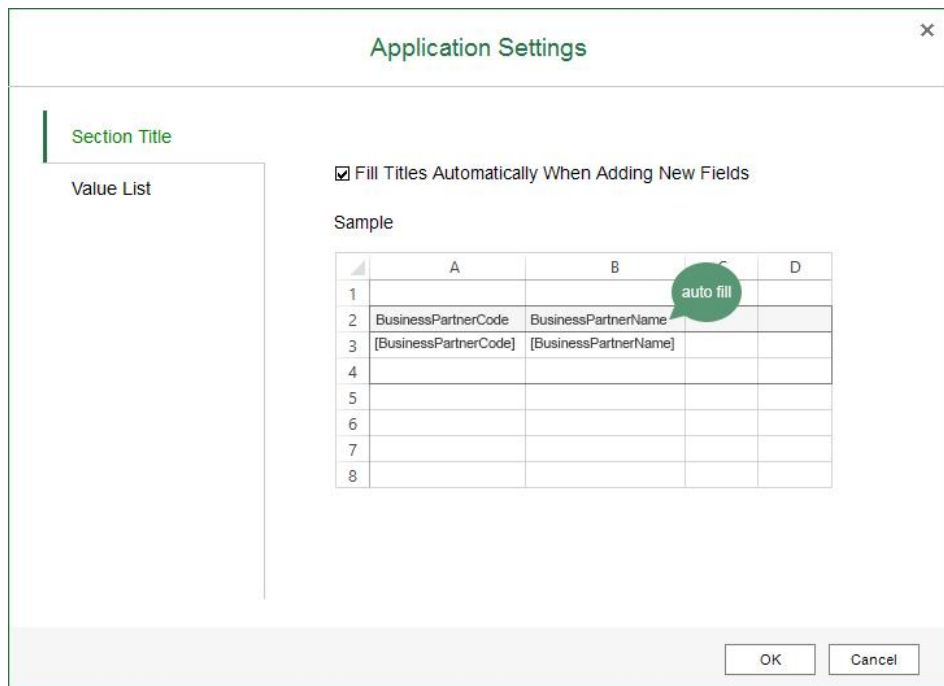 Application Settings
Section Title
Value List
Fill Titles Automatically When Adding New Fields
Sample
A B C D
1
auto fill
2 BusinessPartnerCode BusinessPartnerName
3 [BusinessPartnerCode] [BusinessPartnerName]
4
5
6
7
8
OK Cancel